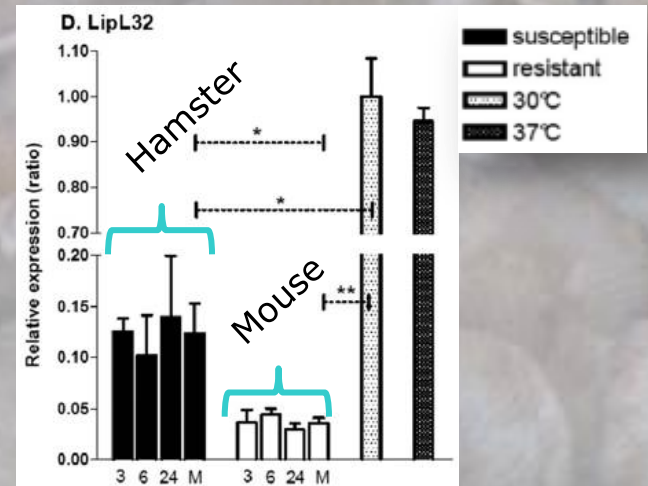 D. LipL32
susceptible
resistant
30℃
37℃
1.10
1.00
0.90
0.80
0.70
0.20
0.15
0.10
0.05
0.00
Relative expression (ratio)
Hamster
Mouse
*
*
**
3 6 24 M 3 6 24 M